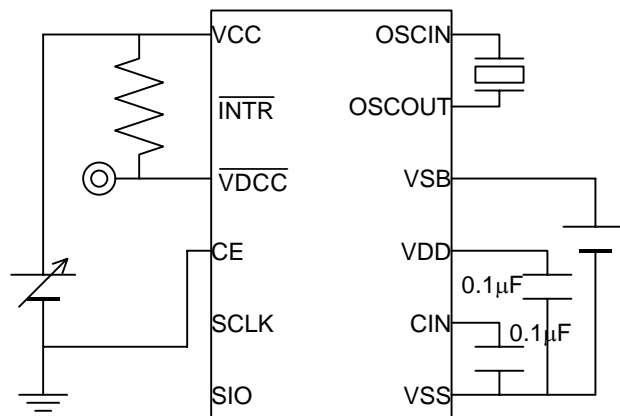 VCC OSCIN
INTR OSCOUT
VDCC VSB
CE VDD
0.1μF
SCLK CIN 0.1μF
SIO VSS